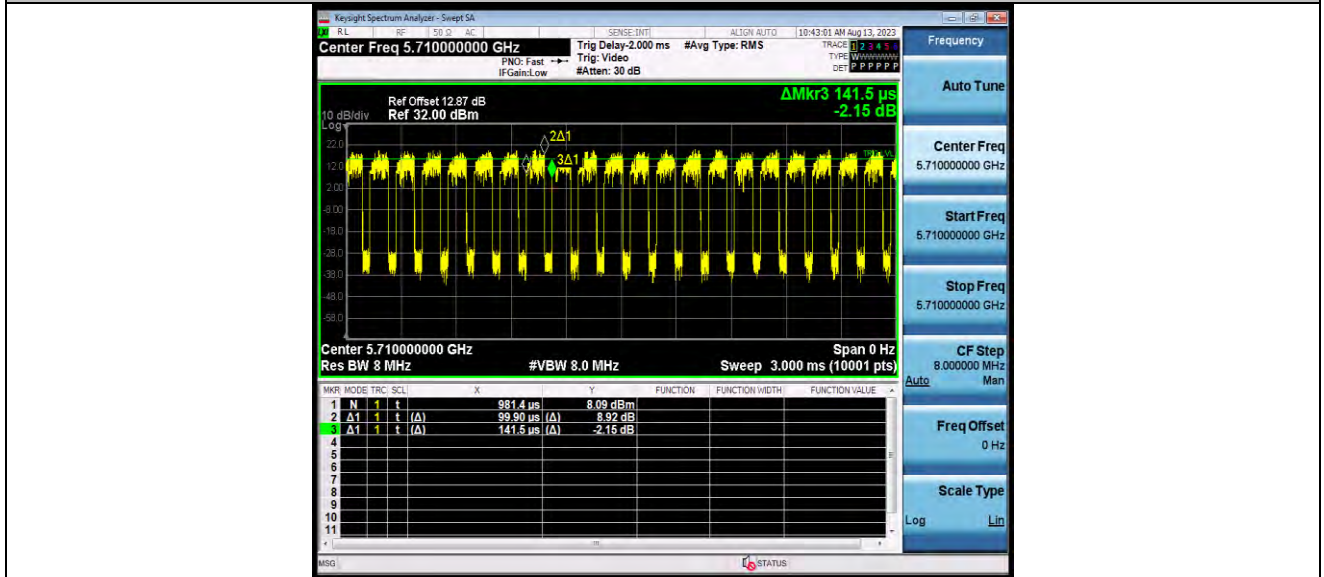 Keysight Spectrum Analyzer - Swept SA
RL RF 50 Ω AC SENSE:INT ALIGN AUTO 10:43:01 AM Aug 13, 2023
Center Freq 5.710000000 GHz
PNO: Fast
IFGain:Low
Trig Delay-2.000 ms
Trig: Video
#Atten: 30 dB
#Avg Type: RMS
TRACE 1 2 3 4 5 6
TYPE WWWWWW
DET P P P P P P
ΔMkr3 141.5 µs
-2.15 dB
Ref Offset 12.87 dB
10 dB/div Ref 32.00 dBm
Log
22.0
12.0
2.00
-8.00
-18.0
-28.0
-38.0
-48.0
-58.0
2Δ1
3Δ1
Center 5.710000000 GHz Span 0 Hz
Res BW 8 MHz #VBW 8.0 MHz Sweep 3.000 ms (10001 pts)
MKR MODE TRC SCL X Y FUNCTION FUNCTION WIDTH FUNCTION VALUE
1 N 1 t 981.4 µs 8.09 dBm
2 Δ1 1 t (Δ) 99.90 µs (Δ) 8.92 dB
3 Δ1 1 t (Δ) 141.5 µs (Δ) -2.15 dB
4
5
6
7
8
9
10
11
MSG STATUS
Frequency
Auto Tune
Center Freq
5.710000000 GHz
Start Freq
5.710000000 GHz
Stop Freq
5.710000000 GHz
CF Step
8.000000 MHz
Auto Man
Freq Offset
0 Hz
Scale Type
Log Lin